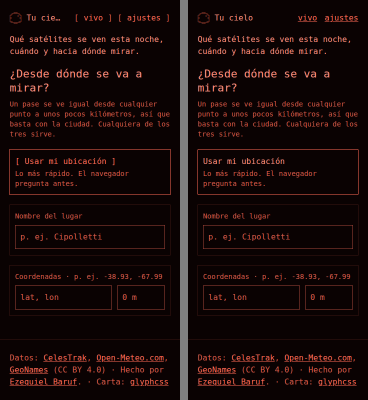 Tu cie… [ vivo ] [ ajustes ]
Qué satélites se ven esta noche,
cuándo y hacia dónde mirar.
¿Desde dónde se va a
mirar?
Un pase se ve igual desde cualquier
punto a unos pocos kilómetros, así que
basta con la ciudad. Cualquiera de los
tres sirve.
[ Usar mi ubicación ]
Lo más rápido. El navegador
pregunta antes.
Nombre del lugar
p. ej. Cipolletti
Coordenadas · p. ej. -38.93, -67.99
lat, lon 0 m
Datos: CelesTrak, Open-Meteo.com,
GeoNames (CC BY 4.0) · Hecho por
Ezequiel Baruf. · Carta: glyphcss
Tu cielo vivo ajustes
Qué satélites se ven esta noche,
cuándo y hacia dónde mirar.
¿Desde dónde se va a
mirar?
Un pase se ve igual desde cualquier
punto a unos pocos kilómetros, así que
basta con la ciudad. Cualquiera de los
tres sirve.
Usar mi ubicación
Lo más rápido. El navegador
pregunta antes.
Nombre del lugar
p. ej. Cipolletti
Coordenadas · p. ej. -38.93, -67.99
lat, lon 0 m
Datos: CelesTrak, Open-Meteo.com,
GeoNames (CC BY 4.0) · Hecho por
Ezequiel Baruf. · Carta: glyphcss